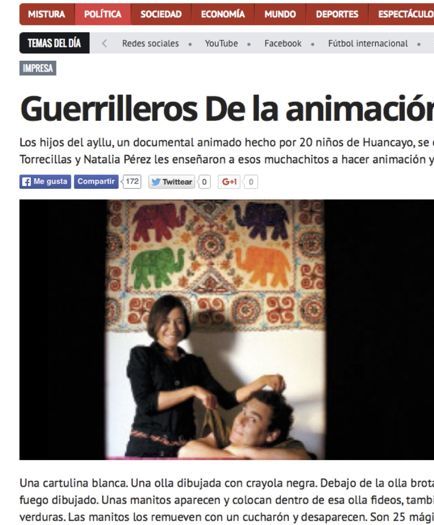 MISTURA POLÍTICA SOCIEDAD ECONOMÍA MUNDO DEPORTES ESPECTÁCULO
TEMAS DEL DÍA Redes sociales • YouTube • Facebook • Fútbol internacional •
IMPRESA
Guerrilleros De la animación
Los hijos del ayllu, un documental animado hecho por 20 niños de Huancayo, se
Torrecillas y Natalia Pérez les enseñaron a esos muchachitos a hacer animación y
Me gusta Compartir 172 Twittear 0 G+1 0
Una cartulina blanca. Una olla dibujada con crayola negra. Debajo de la olla brota
fuego dibujado. Unas manitos aparecen y colocan dentro de esa olla fideos, tambi
verduras. Las manitos los remueven con un cucharón y desaparecen. Son 25 mági